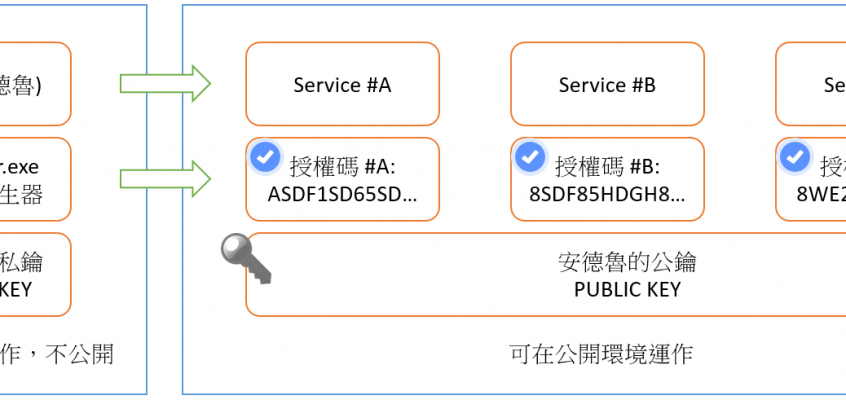 德魯)
r.exe
生器
私鑰
KEY
作，不公開
Service #A
Service #B
Se
授權碼 #A:
ASDF1SD65SD...
授權碼 #B:
8SDF85HDGH8...
授
8WE2
安德魯的公鑰
PUBLIC KEY
可在公開環境運作